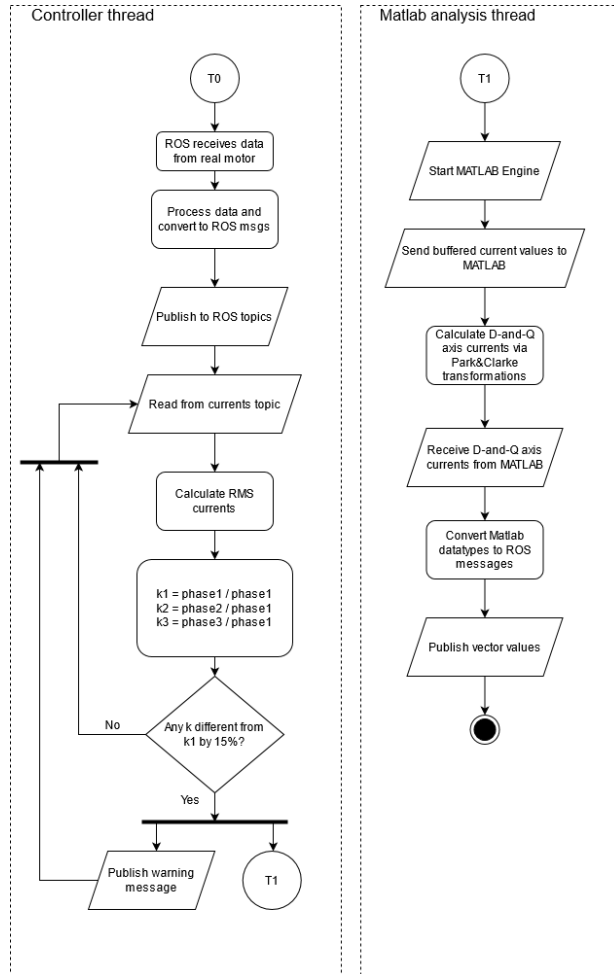 Controller thread
T0
ROS receives data
from real motor
Process data and
convert to ROS msgs
Publish to ROS topics
Read from currents topic
Calculate RMS
currents
k1 = phase1 / phase1
k2 = phase2 / phase1
k3 = phase3 / phase1
No
Any k different from
k1 by 15%?
Yes
Publish warning
message
T1
Matlab analysis thread
T1
Start MATLAB Engine
Send buffered current values to
MATLAB
Calculate D-and-Q
axis currents via
Park&Clarke
transformations
Receive D-and-Q axis
currents from MATLAB
Convert Matlab
datatypes to ROS
messages
Publish vector values